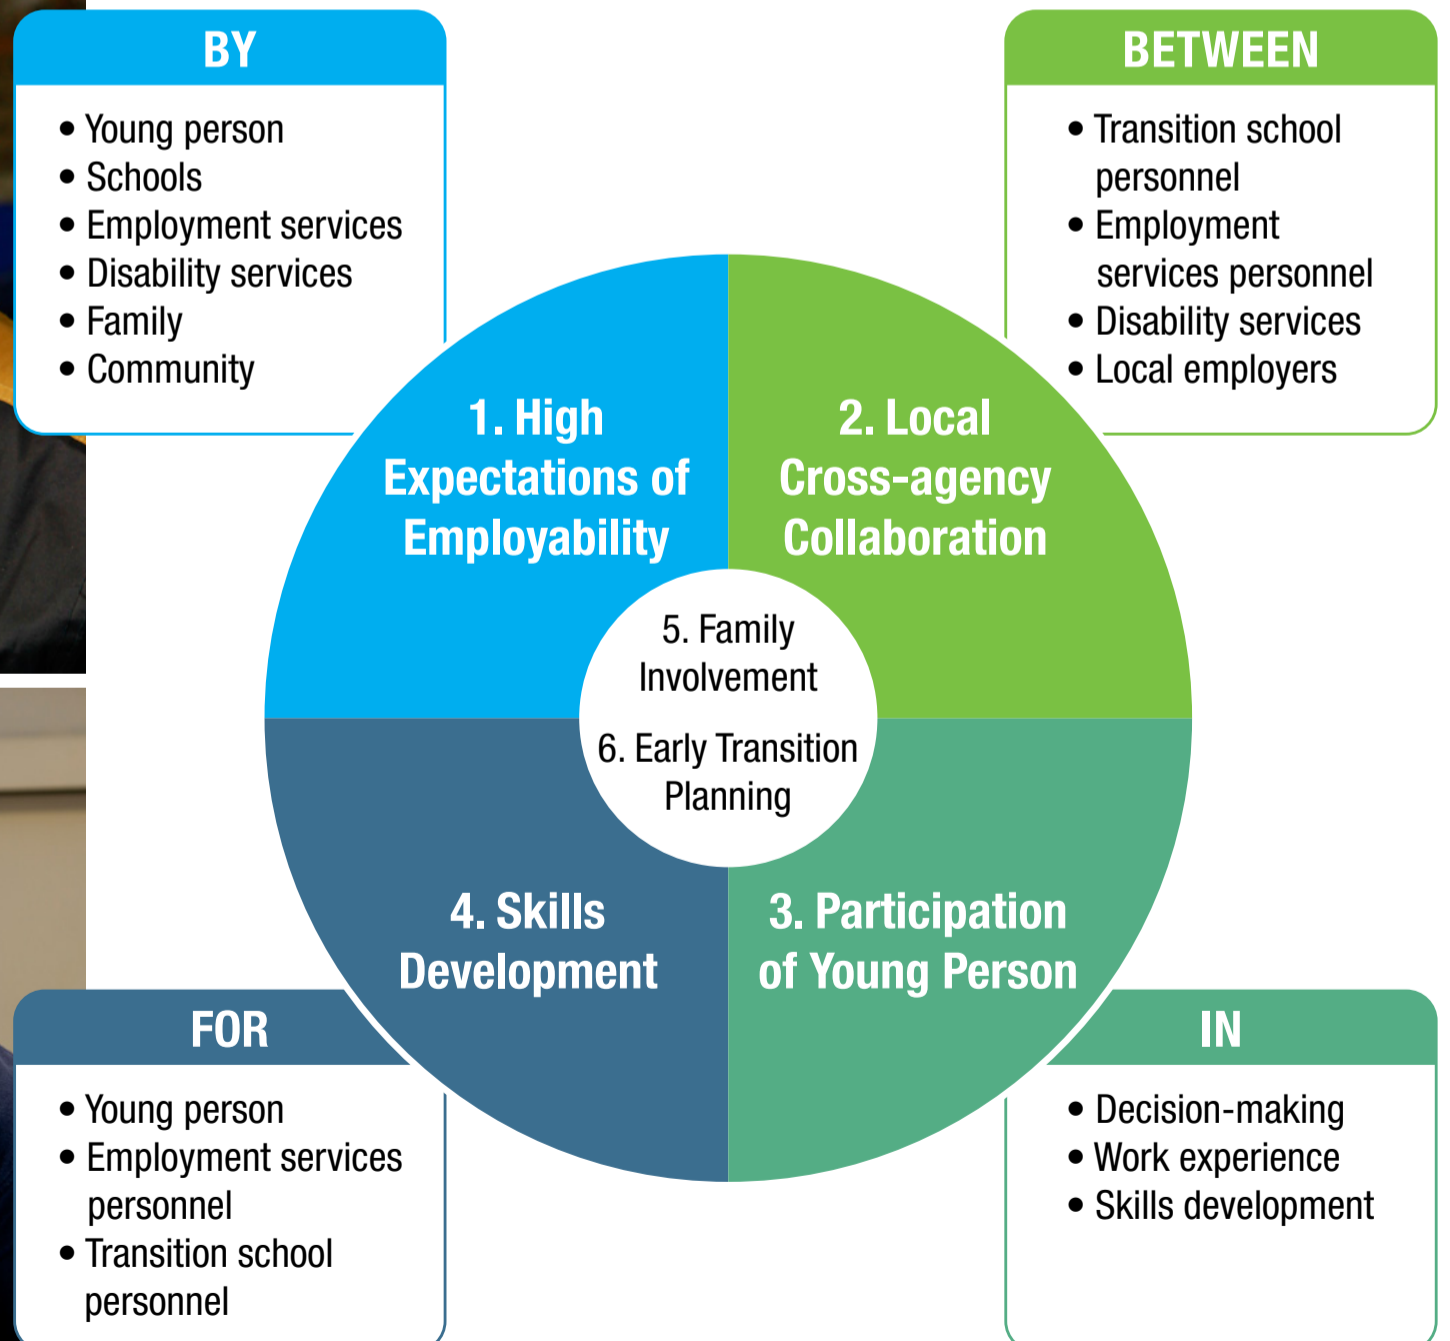 BY
• Young person
• Schools
• Employment services
• Disability services
• Family
• Community
BETWEEN
• Transition school
personnel
• Employment
services personnel
• Disability services
• Local employers
1. High
Expectations of
Employability
2. Local
Cross-agency
Collaboration
5. Family
Involvement
6. Early Transition
Planning
4. Skills
Development
3. Participation
of Young Person
FOR
• Young person
• Employment services
personnel
• Transition school
personnel
IN
• Decision-making
• Work experience
• Skills development